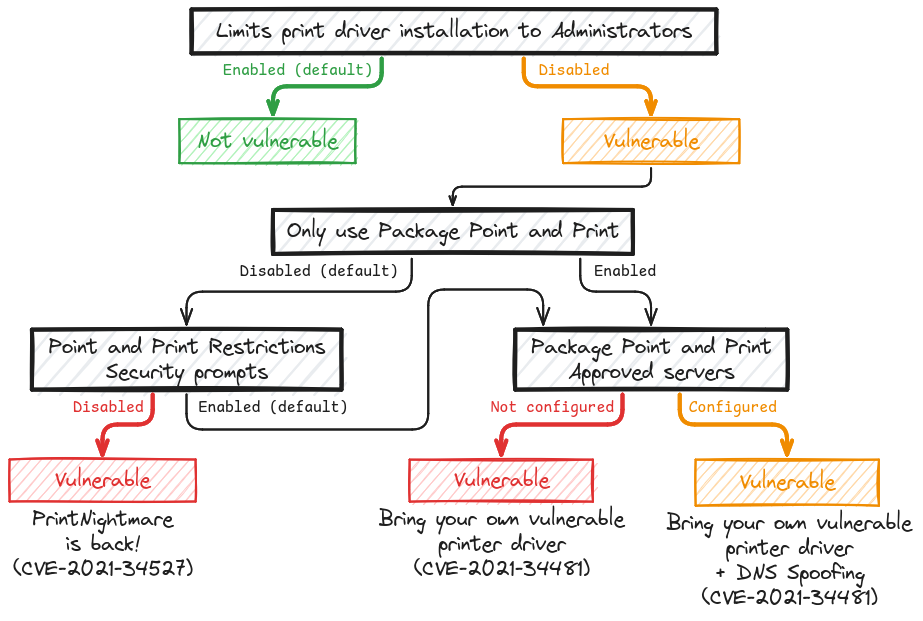 Limits print driver installation to Administrators
Enabled (default)
Disabled
Not vulnerable
Vulnerable
Only use Package Point and Print
Disabled (default)
Enabled
Point and Print Restrictions
Security prompts
Package Point and Print
Approved servers
Disabled
Enabled (default)
Not configured
Configured
Vulnerable
Vulnerable
Vulnerable
PrintNightmare
is back!
(CVE-2021-34527)
Bring your own vulnerable
printer driver
(CVE-2021-34481)
Bring your own vulnerable
printer driver
+ DNS Spoofing
(CVE-2021-34481)